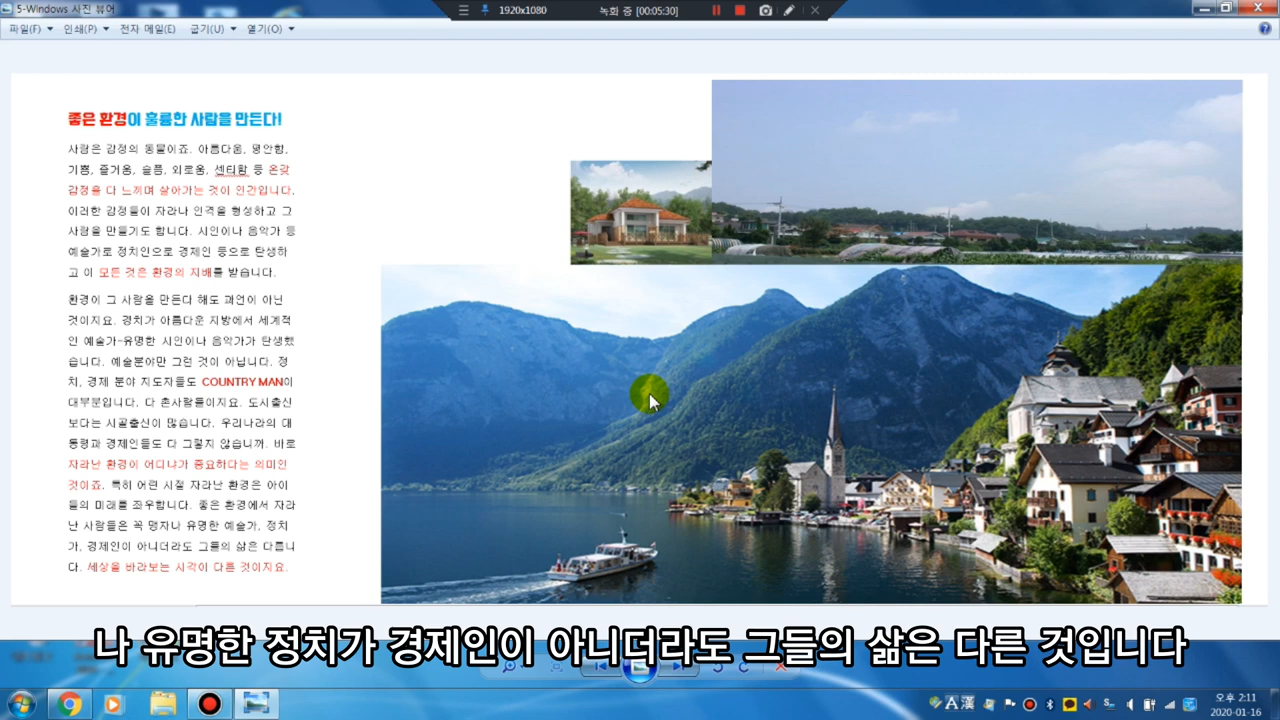 5-Windows 사진 뷰어
1920x1080
녹화 중 [00:05:30]
파일(F) 인쇄(P) 전자 메일(E) 굽기(U) 열기(O)
좋은 환경이 훌륭한 사람을 만든다!
사람은 감정의 동물이죠. 아름다움, 평안함,
기쁨, 즐거움, 슬픔, 외로움, 센티함 등 온갖
감정을 다 느끼며 살아가는 것이 인간입니다.
이러한 감정들이 자라나 인격을 형성하고 그
사람을 만들기도 합니다. 시인이나 음악가 등
예술가로 정치인으로 경제인 등으로 탄생하
고 이 모든 것은 환경의 지배를 받습니다.
환경이 그 사람을 만든다 해도 과언이 아닌
것이지요. 경치가 아름다운 지방에서 세계적
인 예술가-유명한 시인이나 음악가가 탄생했
습니다. 예술분야만 그런 것이 아닙니다. 정
치, 경제 분야 지도자들도 COUNTRY MAN이
대부분입니다. 다 촌사람들이지요. 도시출신
보다는 시골출신이 많습니다. 우리나라의 대
통령과 경제인들도 다 그렇지 않습니까. 바로
자라난 환경이 어디냐가 중요하다는 의미인
것이죠. 특히 어린 시절 자라난 환경은 아이
들의 미래를 좌우합니다. 좋은 환경에서 자라
난 사람들은 꼭 명자나 유명한 예술가, 정치
가, 경제인이 아니더라도 그들의 삶은 다릅니
다. 세상을 바라보는 시각이 다른 것이지요.
나 유명한 정치가 경제인이 아니더라도 그들의 삶은 다른 것입니다
A 漢
오후 2:11
2020-01-16